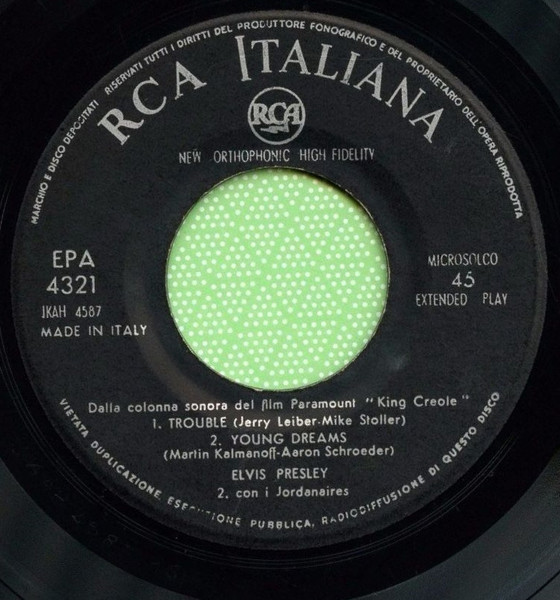 MARCHIO E DISCO DEPOSITATI RISERVATI TUTTI I DIRITTI DEL PRODUTTORE FONOGRAFICO E DEL PROPRIETARIO DELL'OPERA RIPRODOTTA
RCA ITALIANA
RCA
NEW ORTHOPHONIC HIGH FIDELITY
EPA
4321
JKAH 4587
MADE IN ITALY
MICROSOLCO
45
EXTENDED PLAY
Dalla colonna sonora del film Paramount "King Creole"
1. TROUBLE (Jerry Leiber-Mike Stoller)
2. YOUNG DREAMS
(Martin Kalmanoff-Aaron Schroeder)
ELVIS PRESLEY
2. con i Jordanaires
VIETATA DUPLICAZIONE ESECUZIONE PUBBLICA, RADIODIFFUSIONE DI QUESTO DISCO